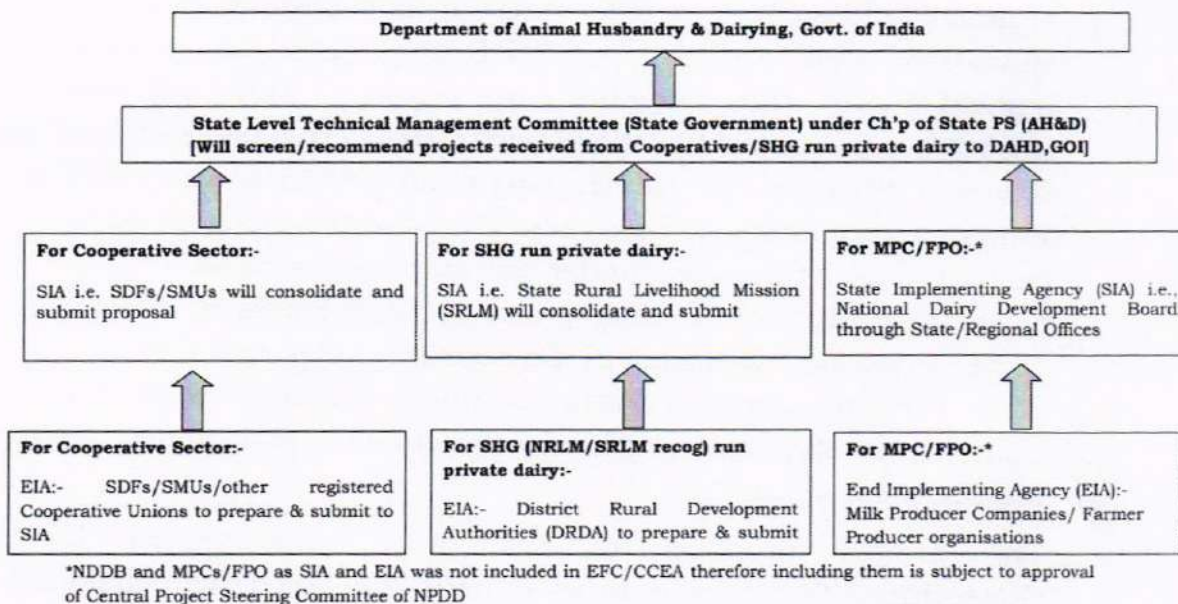 Department of Animal Husbandry & Dairying, Govt. of India
State Level Technical Management Committee (State Government) under Ch'p of State PS (AH&D)
[Will screen/recommend projects received from Cooperatives/SHG run private dairy to DAHD,GOI]
For Cooperative Sector:-
SIA i.e. SDFs/SMUs will consolidate and
submit proposal
For SHG run private dairy:-
SIA i.e. State Rural Livelihood Mission
(SRLM) will consolidate and submit
For MPC/FPO:-*
State Implementing Agency (SIA) i.e.,
National Dairy Development Board
through State/Regional Offices
For Cooperative Sector:-
EIA:- SDFs/SMUs/other registered
Cooperative Unions to prepare & submit to
SIA
For SHG (NRLM/SRLM recog) run
private dairy:-
EIA:- District Rural Development
Authorities (DRDA) to prepare & submit
For MPC/FPO:-*
End Implementing Agency (EIA):-
Milk Producer Companies/ Farmer
Producer organisations
*NDDB and MPCs/FPO as SIA and EIA was not included in EFC/CCEA therefore including them is subject to approval
of Central Project Steering Committee of NPDD